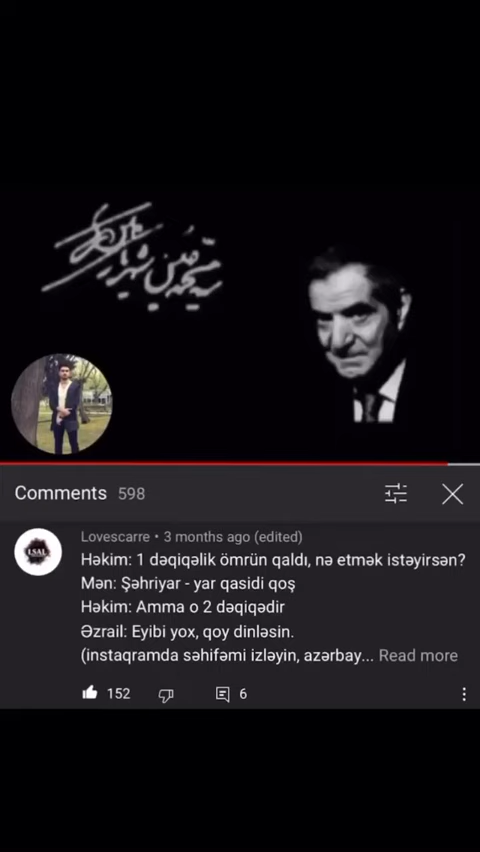 Comments 598
LSAL
Lovescarre • 3 months ago (edited)
Həkim: 1 dəqiqəlik ömrün qaldı, nə etmək istəyirsən?
Mən: Şəhriyar - yar qasidi qoş
Həkim: Amma o 2 dəqiqədir
Əzrail: Eyibi yox, qoy dinləsin.
(instaqramda səhifəmi izləyin, azərbay... Read more
152 6